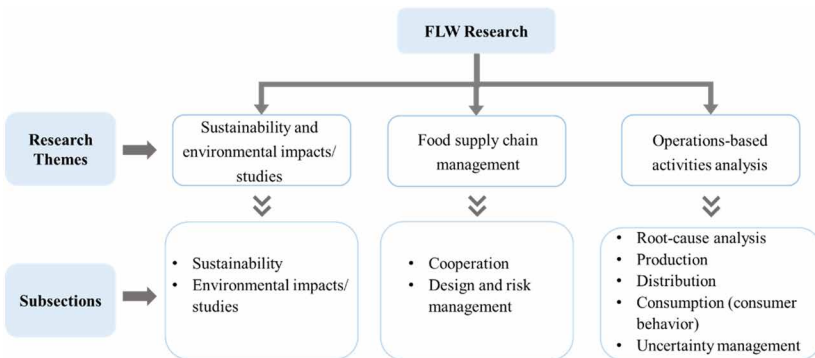 FLW Research
Research
Themes
Sustainability and
environmental impacts/
studies
Food supply chain
management
Operations-based
activities analysis
Subsections
• Sustainability
• Environmental impacts/
studies
• Cooperation
• Design and risk
management
• Root-cause analysis
• Production
• Distribution
• Consumption (consumer
behavior)
• Uncertainty management